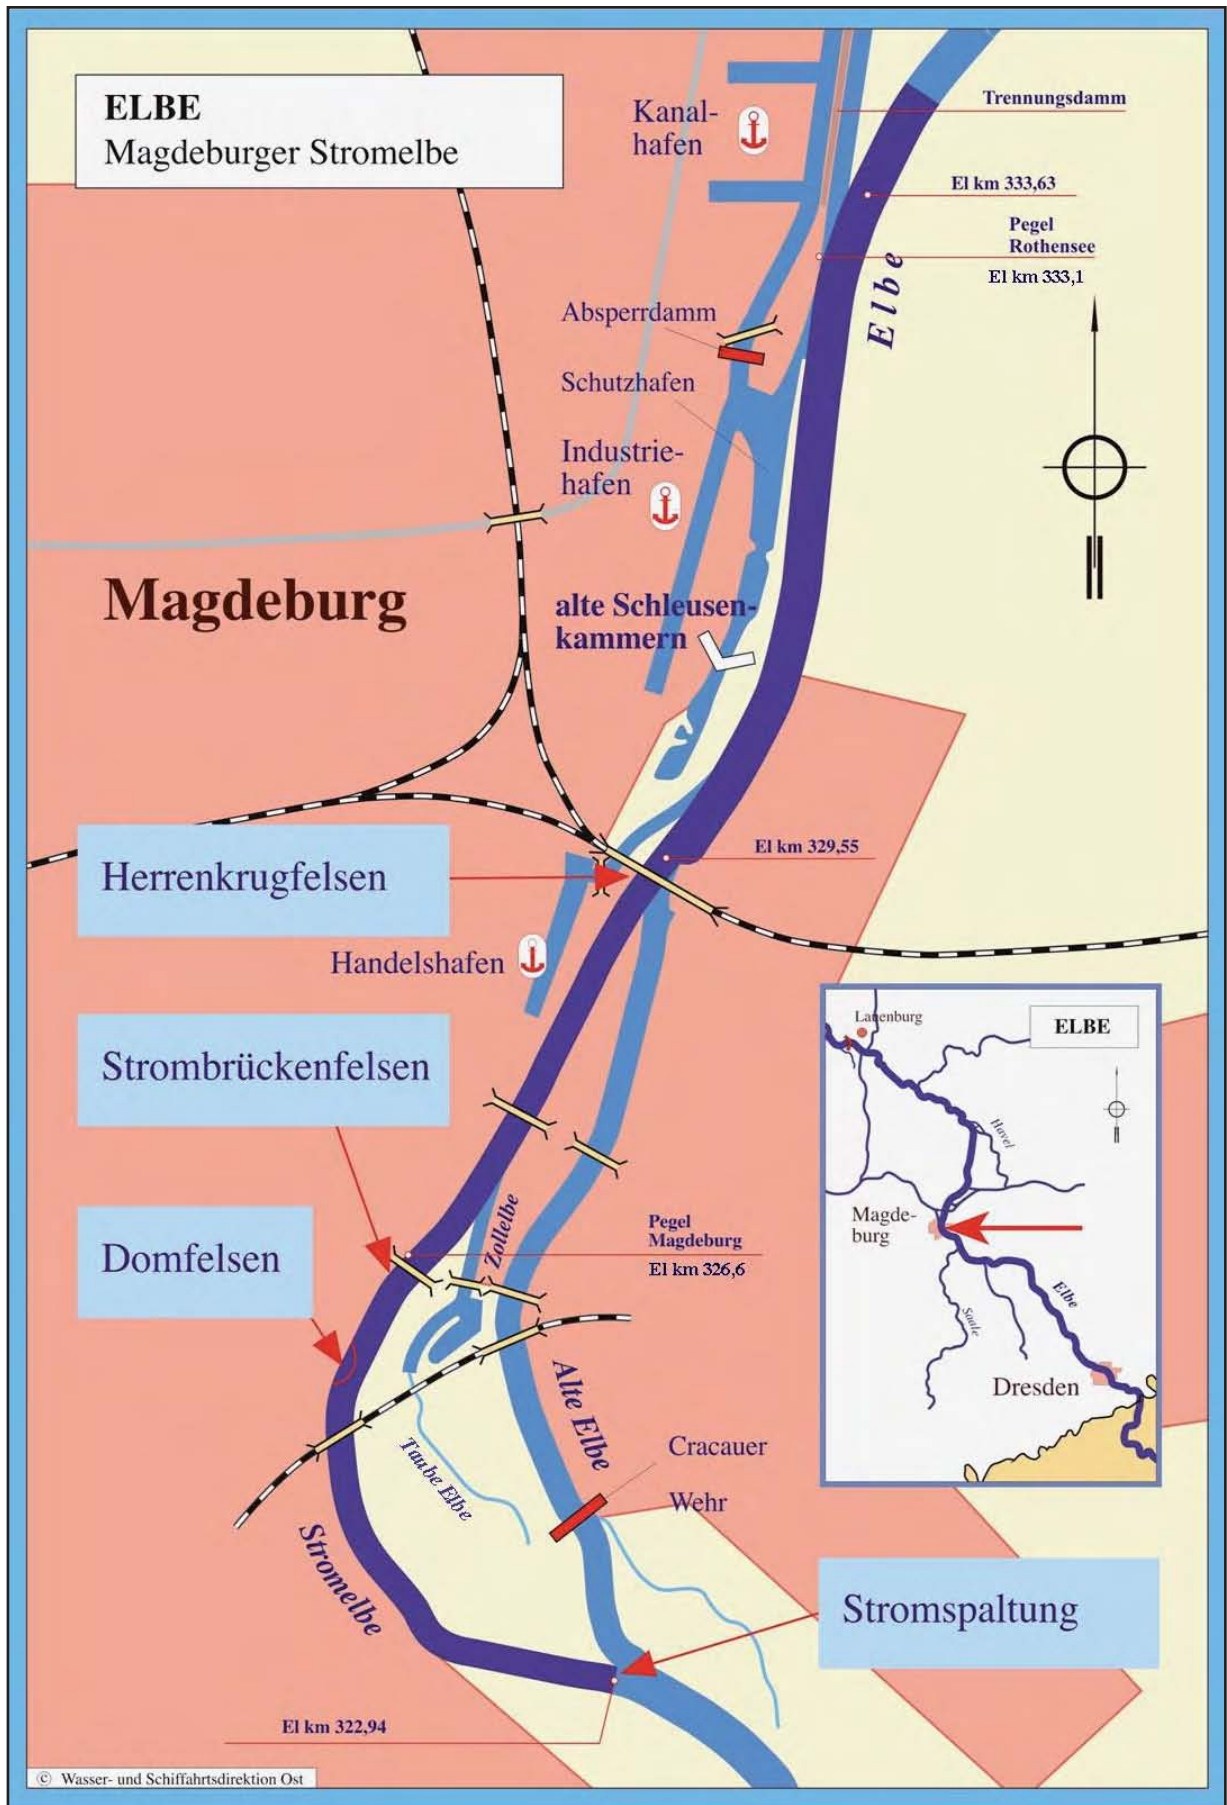 ELBE
Magdeburger Stromelbe
Kanal-
hafen
Trennungsdamm
El km 333,63
Pegel
Rothensee
El km 333,1
Elbe
Absperrdamm
Schutzhafen
Industrie-
hafen
Magdeburg
alte Schleusen-
kammern
El km 329,55
Herrenkrugfelsen
Handelshafen
Strombrückenfelsen
Domfelsen
Zollelbe
Pegel
Magdeburg
El km 326,6
Alte Elbe
Taube Elbe
Cracauer
Wehr
Stromelbe
Stromspaltung
El km 322,94
ELBE
Lauenburg
Havel
Magde-
burg
Elbe
Saale
Dresden
© Wasser- und Schiffahrtsdirektion Ost